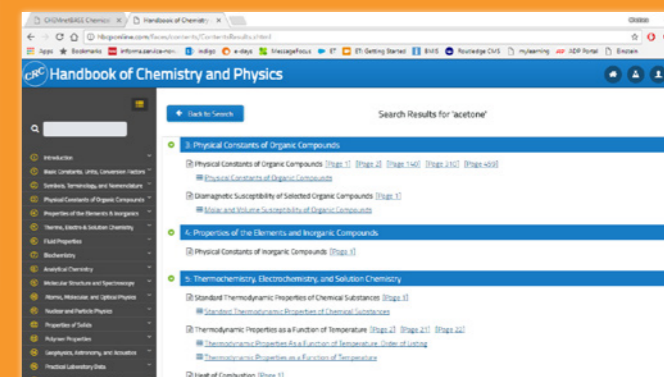 CHEMnetBASE Chemica
Handbook of Chemistry
hbcponline.com/faces/contents/ContentsResults.xhtml
Apps Bookmarks indigo e-days MessageFocus ET ET: Getting Started BMIS Routledge CMS mylearning ADP Portal Einstein
CRC Handbook of Chemistry and Physics
Back to Search
Search Results for 'acetone'
Introduction
Basic Constants, Units, Conversion Factors
Symbols, Terminology, and Nomenclature
Physical Constants of Organic Compounds
Properties of the Elements & Inorganics
Thermo, Electro & Solution Chemistry
Fluid Properties
Biochemistry
Analytical Chemistry
Molecular Structure and Spectroscopy
Atomic, Molecular, and Optical Physics
Nuclear and Particle Physics
Properties of Solids
Polymer Properties
Geophysics, Astronomy, and Acoustics
Practical Laboratory Data
3: Physical Constants of Organic Compounds
Physical Constants of Organic Compounds [Page 1] [Page 2] [Page 140] [Page 210] [Page 499]
Physical Constants of Organic Compounds
Diamagnetic Susceptibility of Selected Organic Compounds [Page 1]
Molar and Volume Susceptibility of Organic Compounds
4: Properties of the Elements and Inorganic Compounds
Physical Constants of Inorganic Compounds [Page 1]
5: Thermochemistry, Electrochemistry, and Solution Chemistry
Standard Thermodynamic Properties of Chemical Substances [Page 1]
Standard Thermodynamic Properties of Chemical Substances
Thermodynamic Properties as a Function of Temperature [Page 2] [Page 21] [Page 22]
Thermodynamic Properties As a Function of Temperature, Order of Listing
Thermodynamic Properties as a Function of Temperature
Heat of Combustion [Page 1]